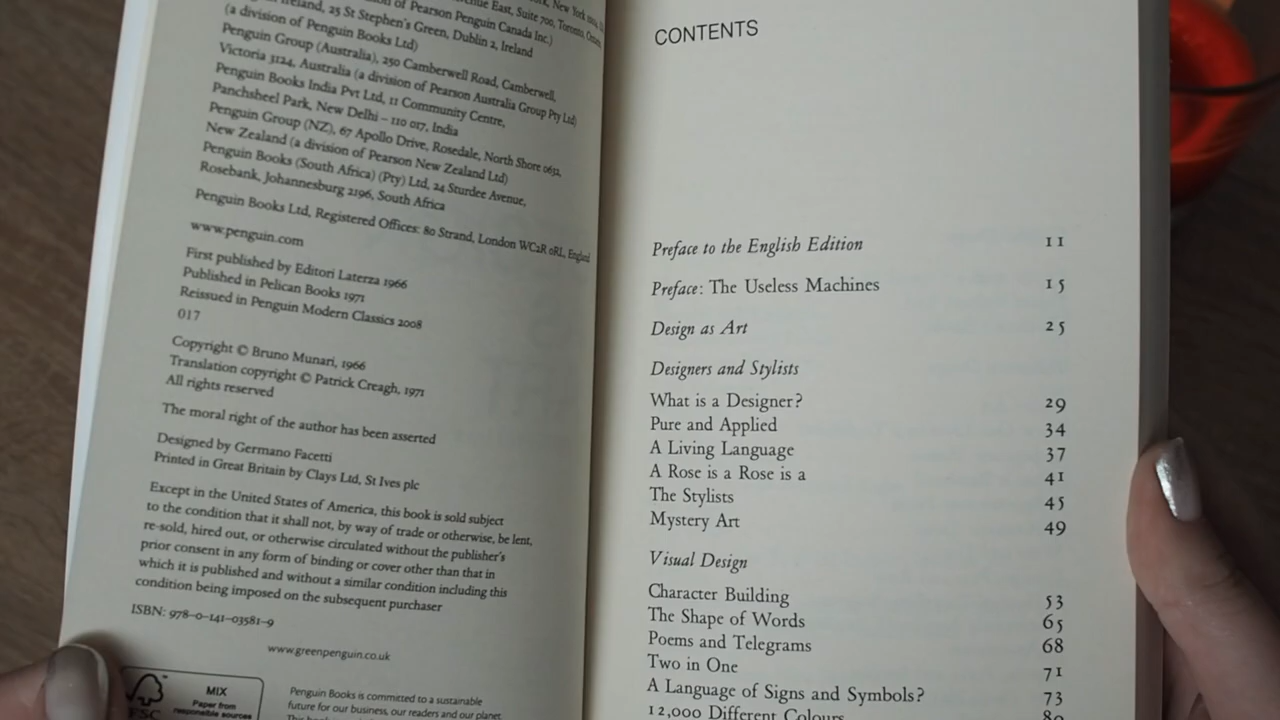 New York
East, Suite 700, Toronto,
of Pearson Penguin Canada Inc.)
Ireland, 25 St Stephen's Green, Dublin 2, Ireland
(a division of Penguin Books Ltd)
Penguin Group (Australia), 250 Camberwell Road, Camberwell,
Victoria 3124, Australia (a division of Pearson Australia Group Pty Ltd)
Penguin Books India Pvt Ltd, 11 Community Centre,
Panchsheel Park, New Delhi – 110 017, India
Penguin Group (NZ), 67 Apollo Drive, Rosedale, North Shore 0632,
New Zealand (a division of Pearson New Zealand Ltd)
Penguin Books (South Africa) (Pty) Ltd, 24 Sturdee Avenue,
Rosebank, Johannesburg 2196, South Africa
Penguin Books Ltd, Registered Offices: 80 Strand, London WC2R 0RL, England
www.penguin.com
First published by Editori Laterza 1966
Published in Pelican Books 1971
Reissued in Penguin Modern Classics 2008
017
Copyright © Bruno Munari, 1966
Translation copyright © Patrick Creagh, 1971
All rights reserved
The moral right of the author has been asserted
Designed by Germano Facetti
Printed in Great Britain by Clays Ltd, St Ives plc
Except in the United States of America, this book is sold subject
to the condition that it shall not, by way of trade or otherwise, be lent,
re-sold, hired out, or otherwise circulated without the publisher's
prior consent in any form of binding or cover other than that in
which it is published and without a similar condition including this
condition being imposed on the subsequent purchaser
ISBN: 978-0-141-03581-9
www.greenpenguin.co.uk
MIX
Paper from
responsible sources
FSC
Penguin Books is committed to a sustainable
future for our business, our readers and our planet.
CONTENTS
Preface to the English Edition 11
Preface: The Useless Machines 15
Design as Art 25
Designers and Stylists
What is a Designer? 29
Pure and Applied 34
A Living Language 37
A Rose is a Rose is a 41
The Stylists 45
Mystery Art 49
Visual Design
Character Building 53
The Shape of Words 65
Poems and Telegrams 68
Two in One 71
A Language of Signs and Symbols? 73
12,000 Different Colours 80